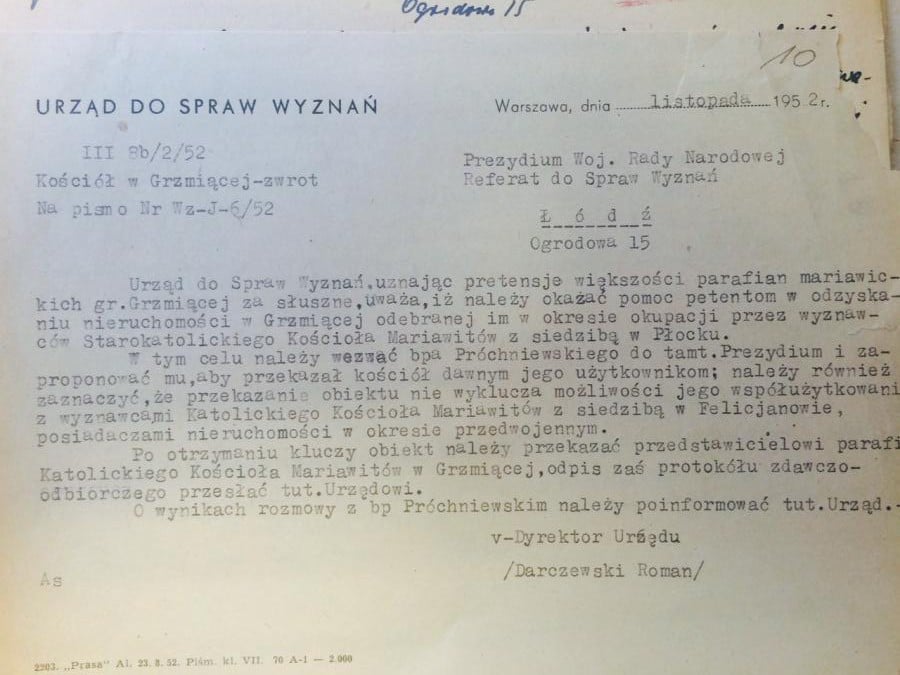 Ogrodowa 15
10
URZĄD DO SPRAW WYZNAŃ
Warszawa, dnia listopada 1952r.
III 8b/2/52
Kościół w Grzmiącej-zwrot
Na pismo Nr Wz-J-6/52
Prezydium Woj. Rady Narodowej
Referat do Spraw Wyznań
Ł ó d ź
Ogrodowa 15
Urząd do Spraw Wyznań,uznając pretensje większości parafian mariawic-
kich gr.Grzmiącej za słuszne,uważa,iż należy okazać pomoc petentom w odzyska-
niu nieruchomości w Grzmiącej odebranej im w okresie okupacji przez wyznaw-
ców Starokatolickiego Kościoła Mariawitów z siedzibą w Płocku.
W tym celu należy wezwać bpa Próchniewskiego do tamt.Prezydium i za-
proponować mu,aby przekazał kościół dawnym jego użytkownikom; należy również
zaznaczyć,że przekazanie obiektu nie wyklucza możliwości jego współużytkowani
z wyznawcami Katolickiego Kościoła Mariawitów z siedzibą w Felicjanowie,
posiadaczami nieruchomości w okresie przedwojennym.
Po otrzymaniu kluczy obiekt należy przekazać przedstawicielowi parafi
Katolickiego Kościoła Mariawitów w Grzmiącej,odpis zaś protokółu zdawczo-
odbiorczego przesłać tut.Urzędowi.
O wynikach rozmowy z bp Próchniewskim należy poinformować tut.Urząd.-
v-Dyrektor Urzędu
/Darczewski Roman/
As
2203. „Prasa" Al. 23. 8. 52. Piśm. kl. VII. 70 A-1 — 2.000